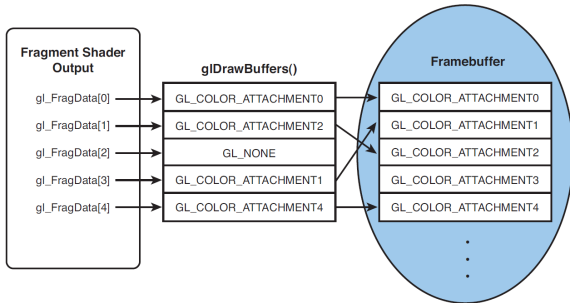 Fragment Shader
Output
gl_FragData[0]
gl_FragData[1]
gl_FragData[2]
gl_FragData[3]
gl_FragData[4]
glDrawBuffers()
GL_COLOR_ATTACHMENT0
GL_COLOR_ATTACHMENT2
GL_NONE
GL_COLOR_ATTACHMENT1
GL_COLOR_ATTACHMENT4
Framebuffer
GL_COLOR_ATTACHMENT0
GL_COLOR_ATTACHMENT1
GL_COLOR_ATTACHMENT2
GL_COLOR_ATTACHMENT3
GL_COLOR_ATTACHMENT4